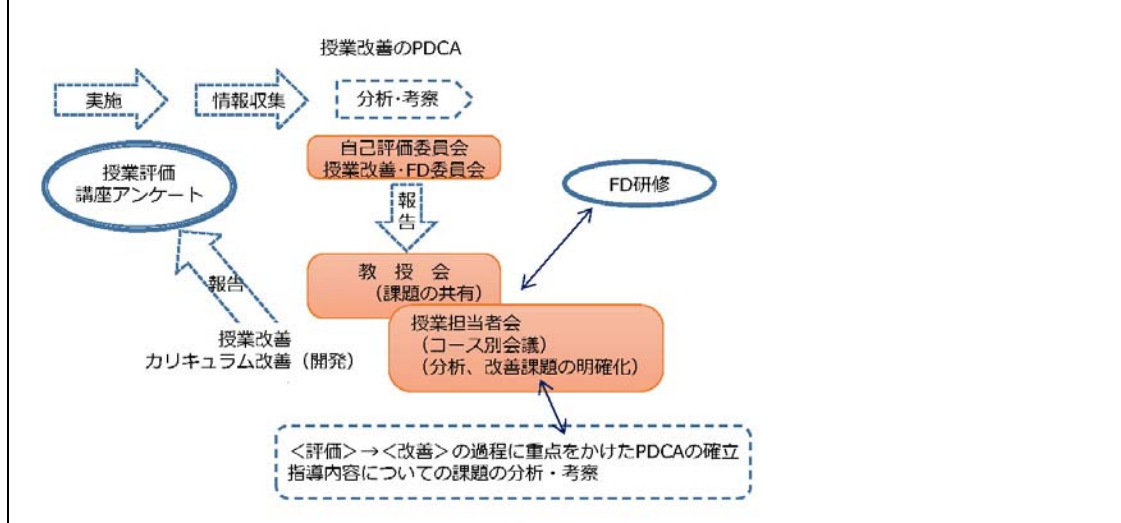 授業改善のPDCA
実施
情報収集
分析・考察
自己評価委員会
授業改善・FD委員会
授業評価
講座アンケート
FD研修
報告
教 授 会
(課題の共有)
報告
授業担当者会
(コース別会議)
(分析、改善課題の明確化)
授業改善
カリキュラム改善(開発)
<評価>→<改善>の過程に重点をかけたPDCAの確立
指導内容についての課題の分析・考察